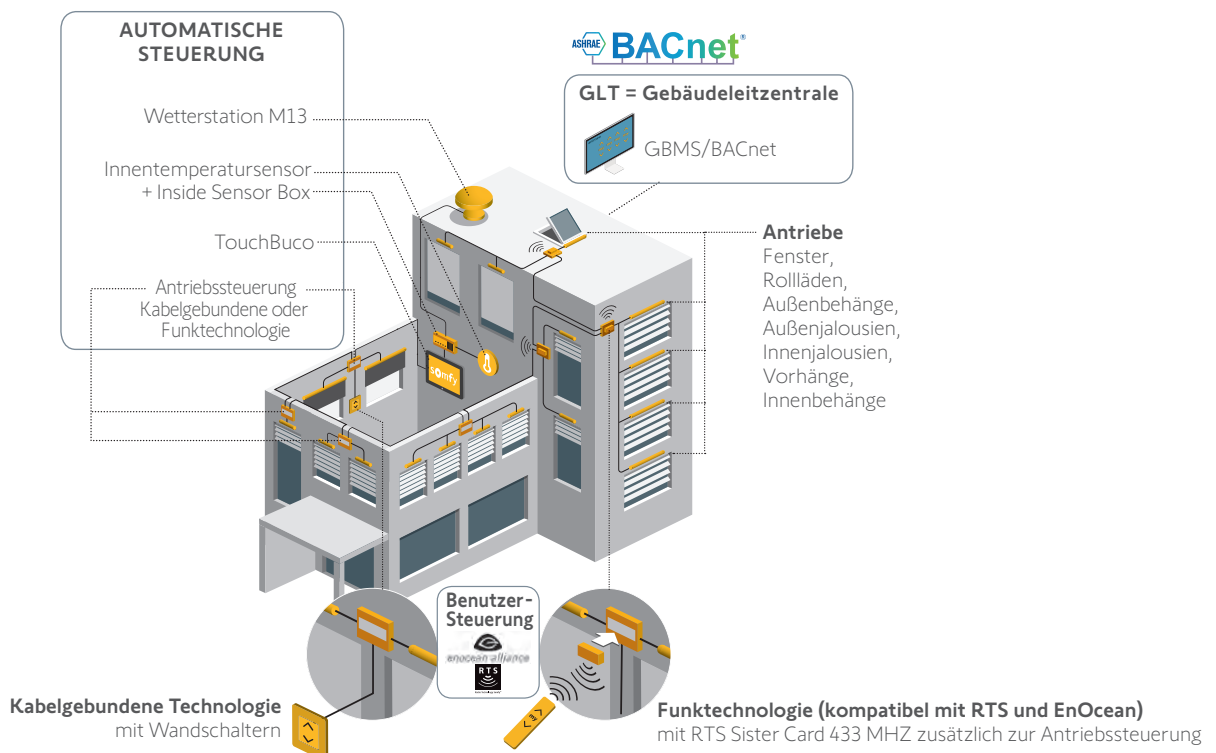 AUTOMATISCHE
STEUERUNG
Wetterstation M13
Innentemperatursensor
+ Inside Sensor Box
TouchBuco
Antriebssteuerung
Kabelgebundene oder
Funktechnologie
ASHRAE BACnet®
GLT = Gebäudeleitzentrale
GBMS/BACnet
Antriebe
Fenster,
Rollläden,
Außenbehänge,
Außenjalousien,
Innenjalousien,
Vorhänge,
Innenbehänge
somfy
Benutzer-
Steuerung
enocean alliance
RTS
Kabelgebundene Technologie
mit Wandschaltern
my
Funktechnologie (kompatibel mit RTS und EnOcean)
mit RTS Sister Card 433 MHZ zusätzlich zur Antriebssteuerung